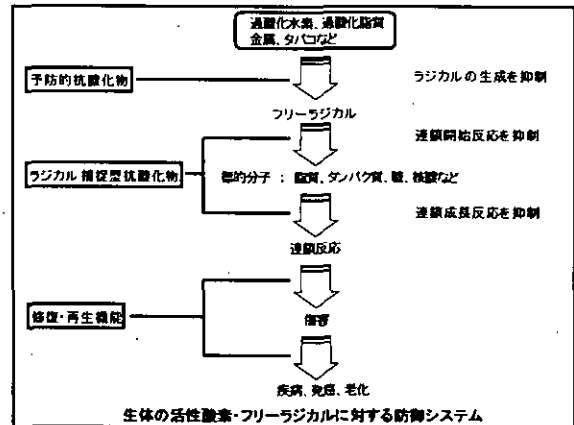 過酸化水素、過酸化脂質
金属、タバコなど
予防的抗酸化物
ラジカルの生成を抑制
フリーラジカル
連鎖開始反応を抑制
ラジカル捕捉型抗酸化物
標的分子 : 脂質、タンパク質、糖、核酸など
連鎖成長反応を抑制
連鎖反応
修復・再生機能
傷害
疾病、発癌、老化
生体の活性酸素・フリーラジカルに対する防御システム